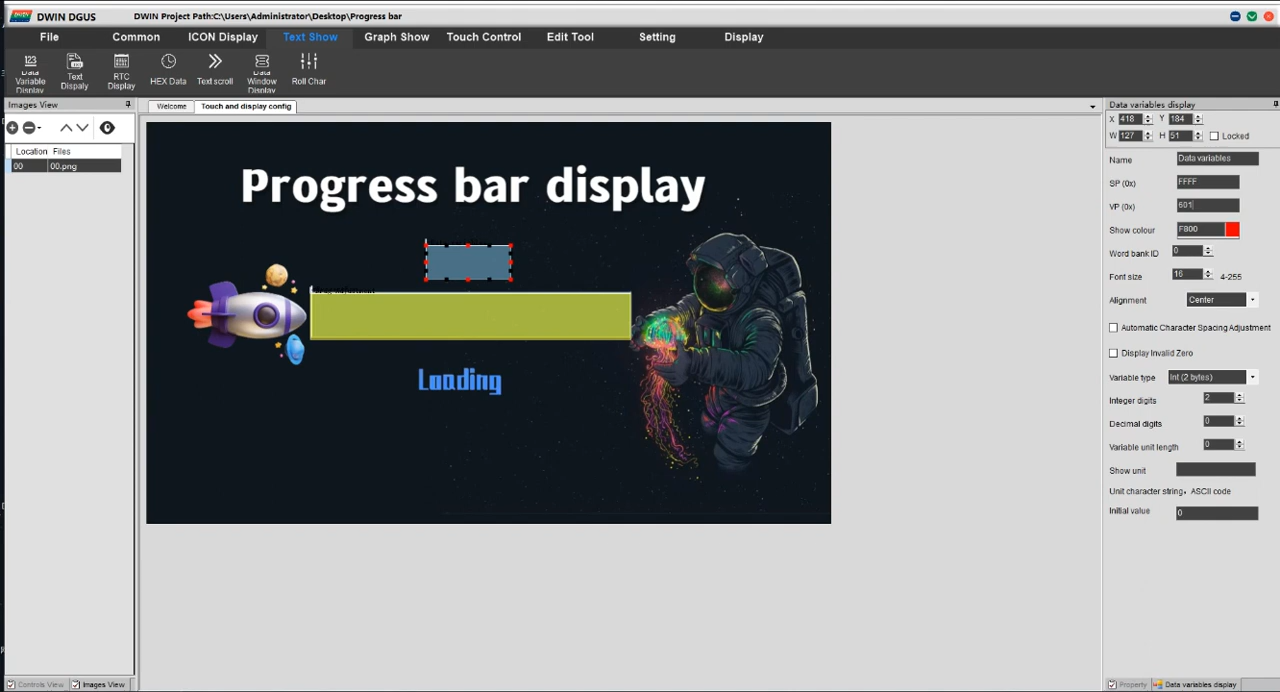 DWIN DGUS DWIN Project Path:C:\Users\Administrator\Desktop\Progress bar
File Common ICON Display Text Show Graph Show Touch Control Edit Tool Setting Display
Data Variable Display
Text Dispaly
RTC Display
HEX Data
Text scroll
Data Window Display
Roll Char
Images View
Welcome Touch and display config
Location Files
00 00.png
Progress bar display
Loading
Data variables display
X 418 Y 184
W 127 H 51 Locked
Name Data variables
SP (0x) FFFF
VP (0x) 601
Show colour F800
Word bank ID 0
Font size 16 4-255
Alignment Center
Automatic Character Spacing Adjustment
Display Invalid Zero
Variable type Int (2 bytes)
Integer digits 2
Decimal digits 0
Variable unit length 0
Show unit
Unit character string，ASCII code
Initial value 0
Controls View Images View
Property Data variables display